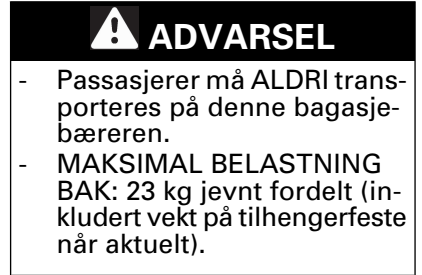 ADVARSEL
- Passasjerer må ALDRI trans-
porteres på denne bagasje-
bæreren.
- MAKSIMAL BELASTNING
BAK: 23 kg jevnt fordelt (in-
kludert vekt på tilhengerfeste
når aktuelt).